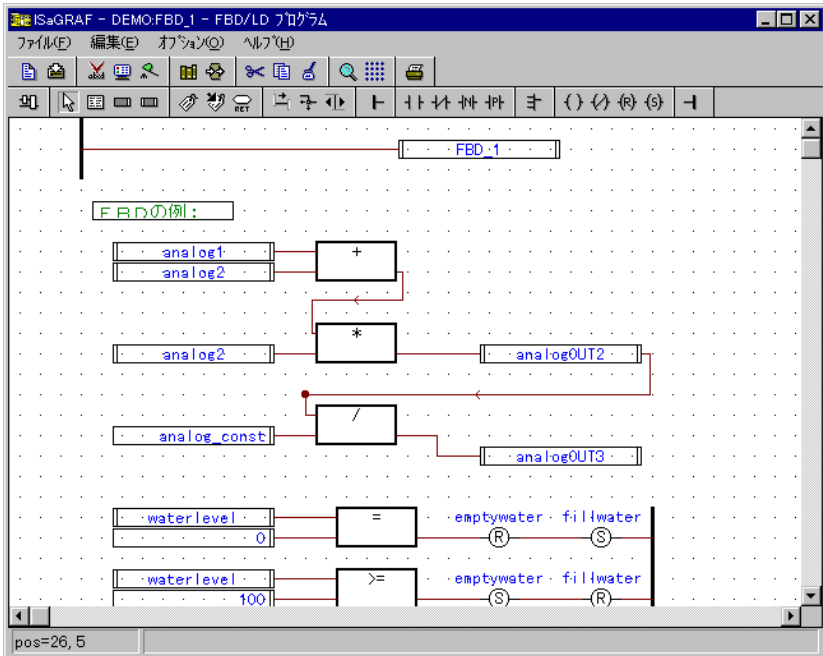 ISaGRAF - DEMO:FBD_1 - FBD/LD プログラム
ファイル(F) 編集(E) オプション(O) ヘルプ(H)
RET
N P R S
FBD_1
FBDの例:
analog1
+
analog2
*
analog2
analogOUT2
/
analog_const
analogOUT3
waterlevel = emptywater fillwater
0 R S
waterlevel >= emptywater fillwater
100 S R
pos=26, 5